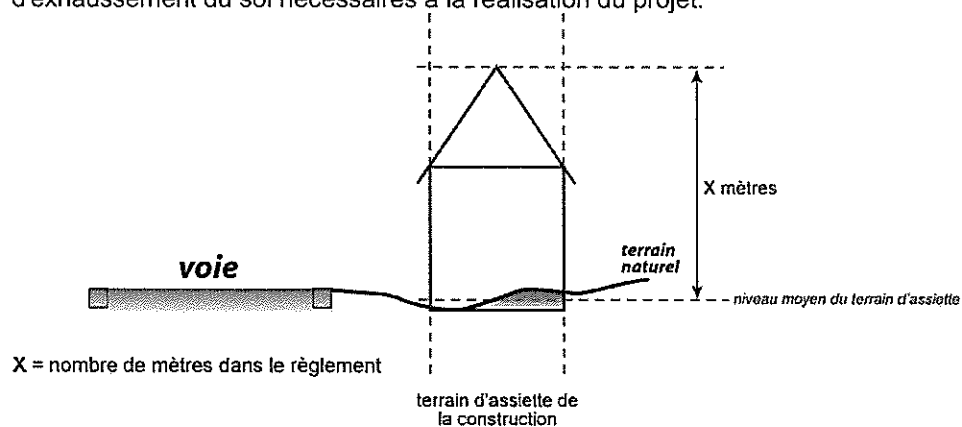 d'exhaussement du sol nécessaires à la réalisation du projet.
X mètres
terrain
naturel
voie
niveau moyen du terrain d'assiette
X = nombre de mètres dans le règlement
terrain d'assiette de
la construction